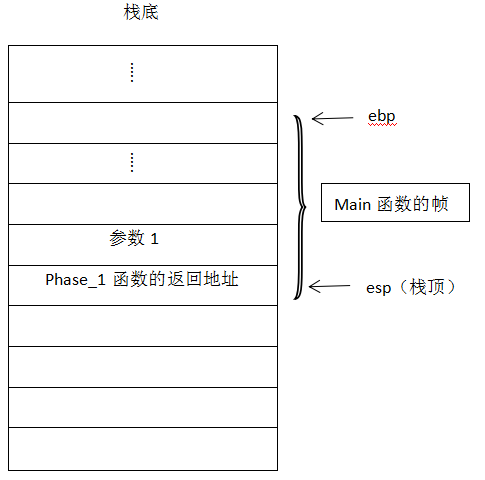 栈底
ebp
Main 函数的帧
参数 1
Phase_1 函数的返回地址
esp（栈顶）